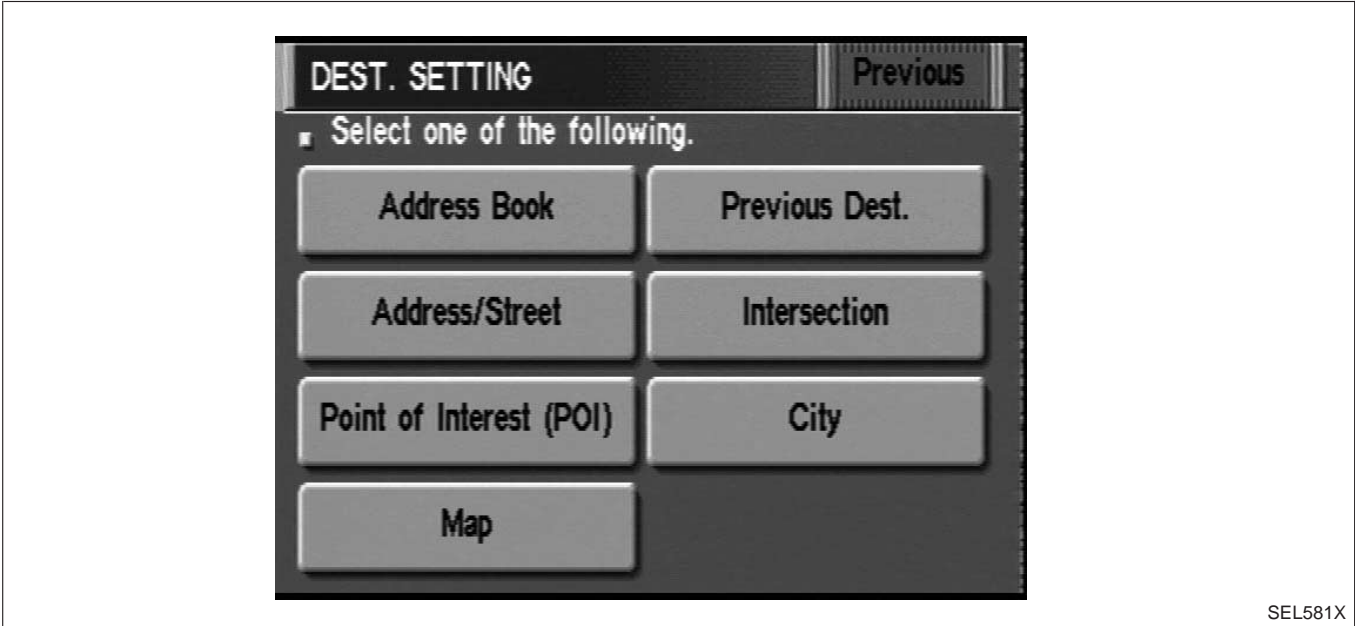 DEST. SETTING
Previous
Select one of the following.
Address Book
Previous Dest.
Address/Street
Intersection
Point of Interest (POI)
City
Map
SEL581X